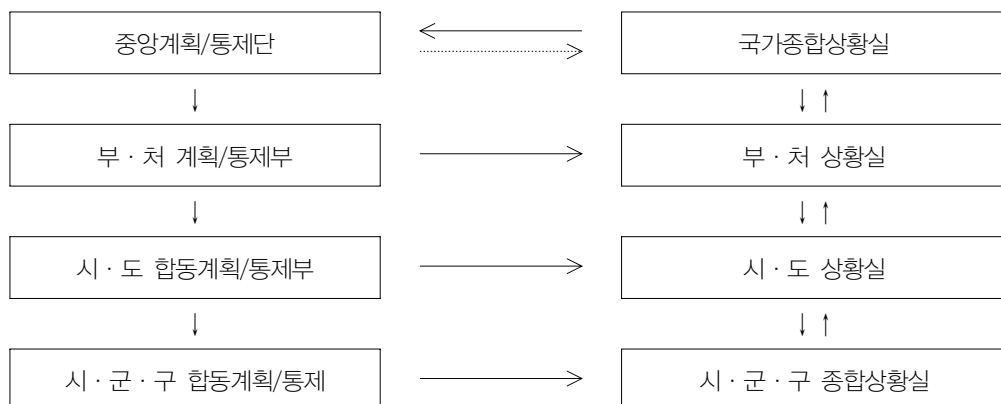 중앙계획/통제단
국가종합상황실
부 · 처 계획/통제부
부 · 처 상황실
시 · 도 합동계획/통제부
시 · 도 상황실
시 · 군 · 구 합동계획/통제
시 · 군 · 구 종합상황실